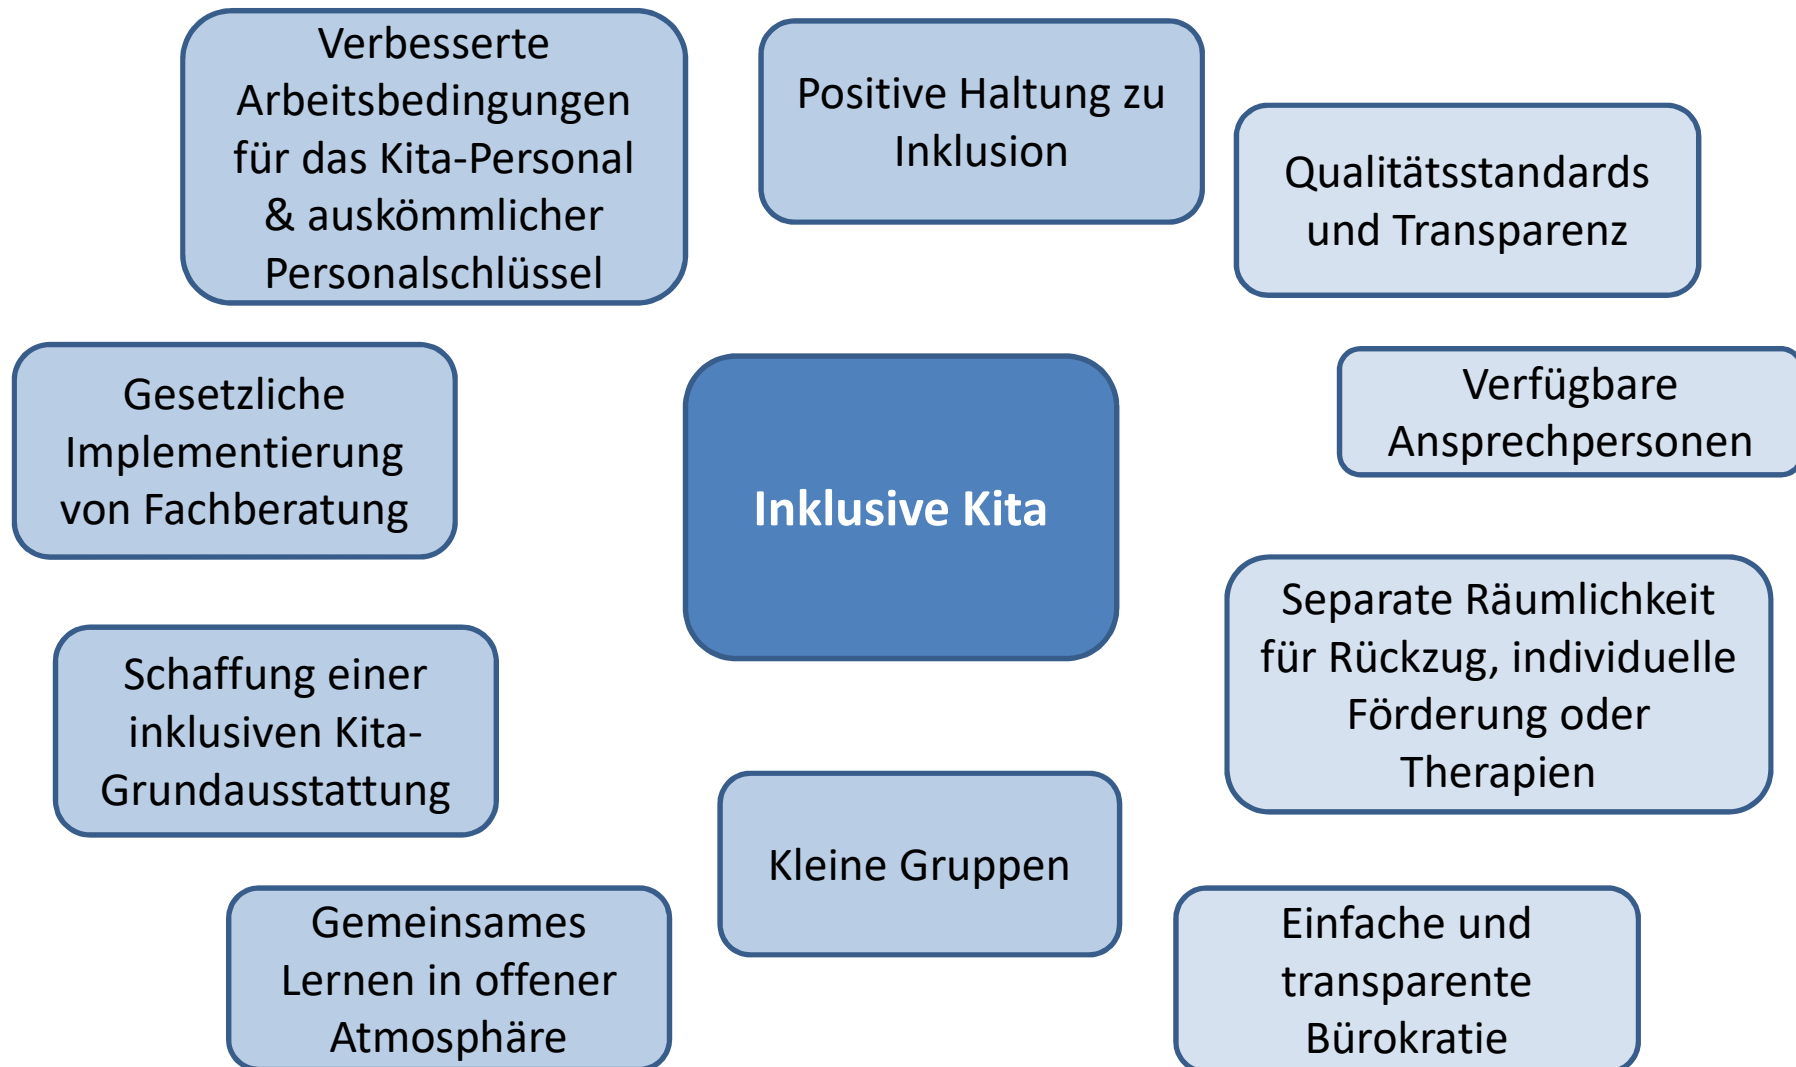 Verbesserte
Arbeitsbedingungen
für das Kita-Personal
& auskömmlicher
Personalschlüssel
Positive Haltung zu
Inklusion
Qualitätsstandards
und Transparenz
Gesetzliche
Implementierung
von Fachberatung
Inklusive Kita
Verfügbare
Ansprechpersonen
Schaffung einer
inklusiven Kita-
Grundausstattung
Separate Räumlichkeit
für Rückzug, individuelle
Förderung oder
Therapien
Kleine Gruppen
Gemeinsames
Lernen in offener
Atmosphäre
Einfache und
transparente
Bürokratie